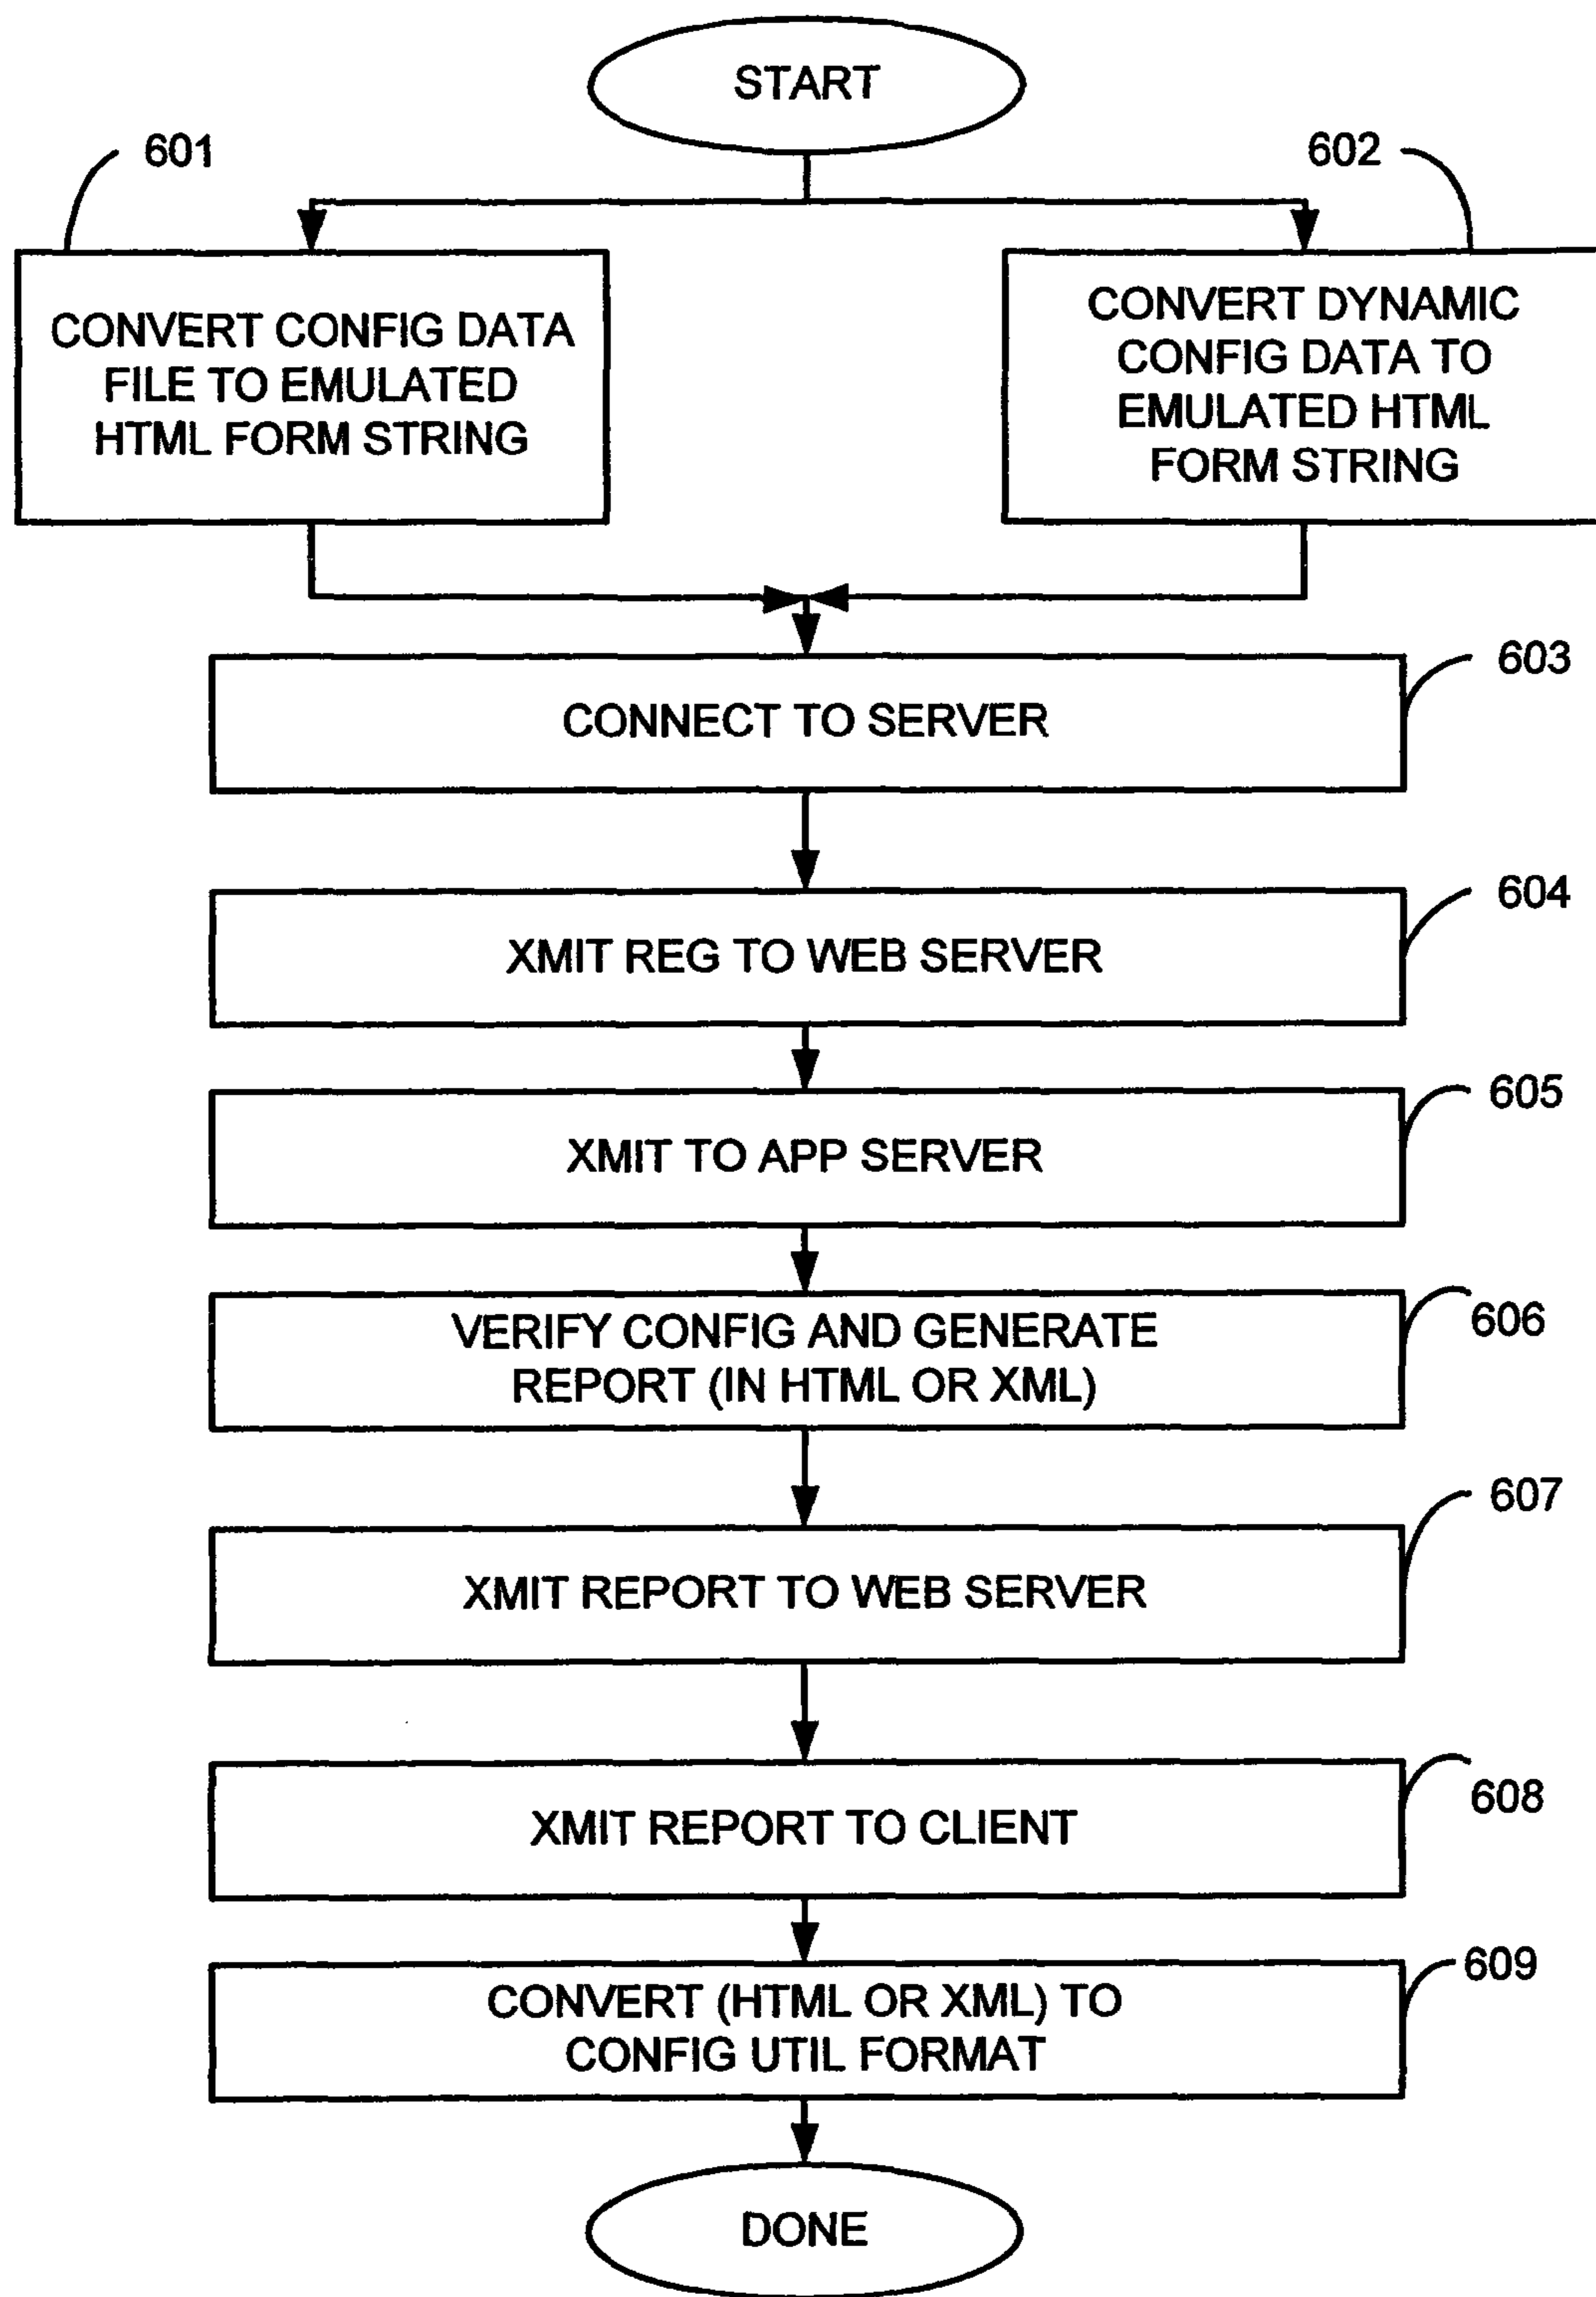 START
601
602
CONVERT CONFIG DATA
FILE TO EMULATED
HTML FORM STRING
CONVERT DYNAMIC
CONFIG DATA TO
EMULATED HTML
FORM STRING
603
CONNECT TO SERVER
604
XMIT REG TO WEB SERVER
605
XMIT TO APP SERVER
606
VERIFY CONFIG AND GENERATE
REPORT (IN HTML OR XML)
607
XMIT REPORT TO WEB SERVER
608
XMIT REPORT TO CLIENT
609
CONVERT (HTML OR XML) TO
CONFIG UTIL FORMAT
DONE